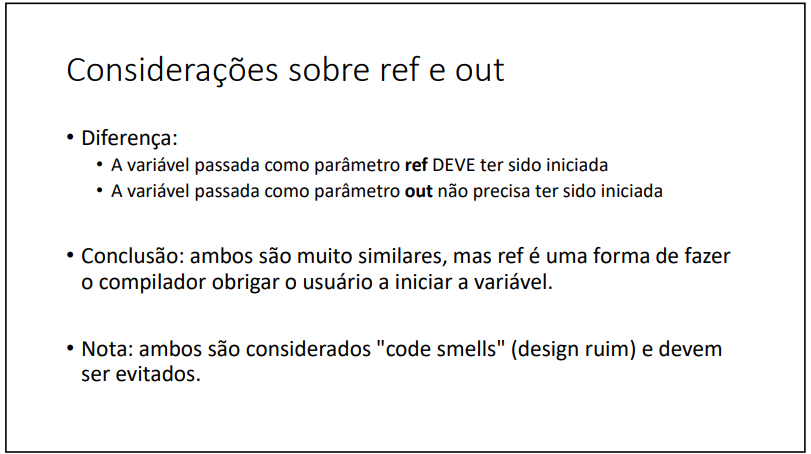 Considerações sobre ref e out
• Diferença:
• A variável passada como parâmetro ref DEVE ter sido iniciada
• A variável passada como parâmetro out não precisa ter sido iniciada
• Conclusão: ambos são muito similares, mas ref é uma forma de fazer
o compilador obrigar o usuário a iniciar a variável.
• Nota: ambos são considerados "code smells" (design ruim) e devem
ser evitados.